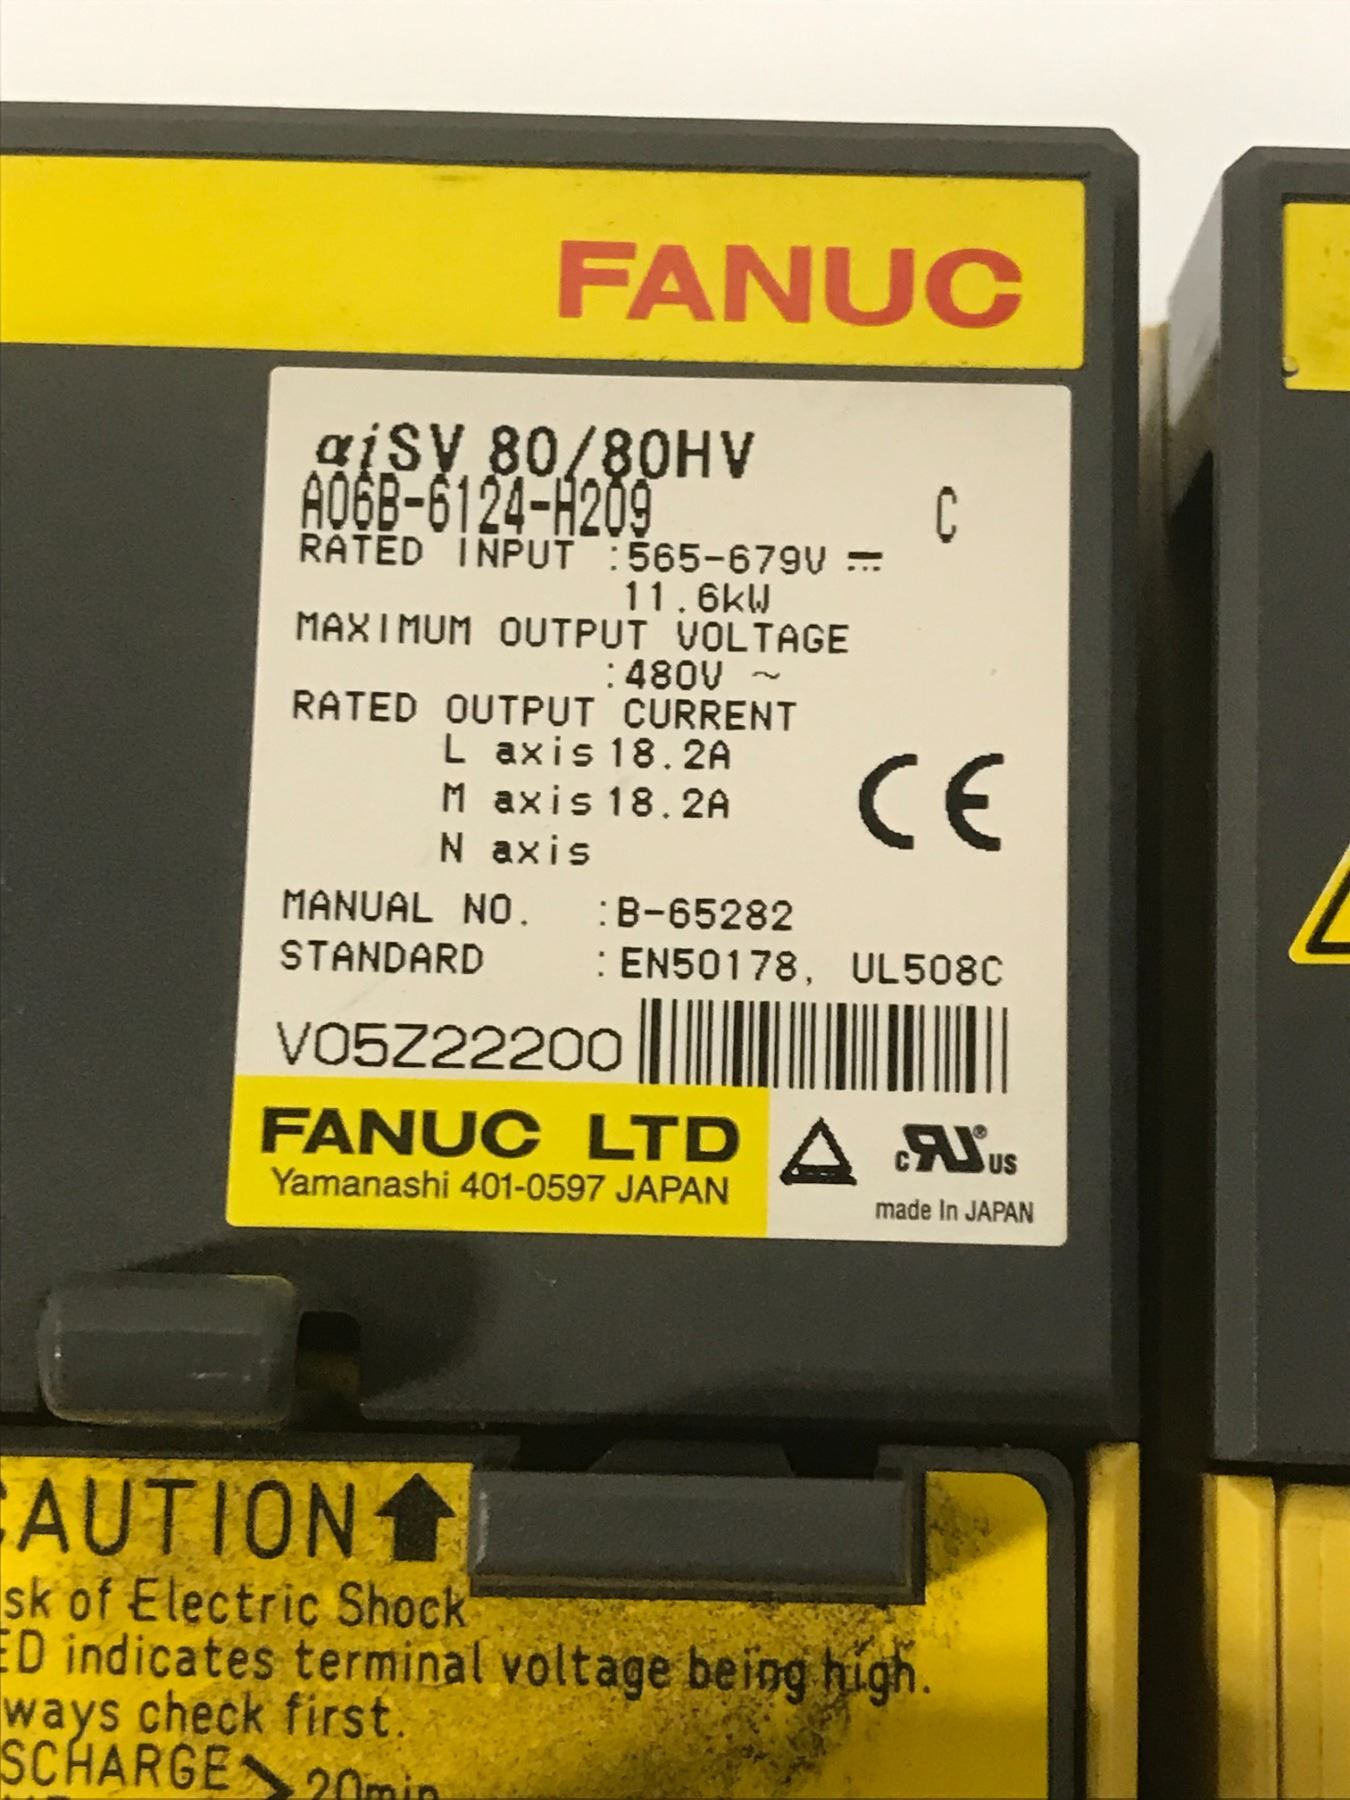 FANUC
αiSV 80/80HV
A06B-6124-H209 C
RATED INPUT :565-679V ⎓
11.6kW
MAXIMUM OUTPUT VOLTAGE
:480V ~
RATED OUTPUT CURRENT
L axis 18.2A
M axis 18.2A
N axis
CE
MANUAL NO. :B-65282
STANDARD :EN50178, UL508C
V05Z22200
FANUC LTD
Yamanashi 401-0597 JAPAN
c RU ® US
made In JAPAN
CAUTION
sk of Electric Shock
ED indicates terminal voltage being high.
ways check first.
SCHARGE > 20min